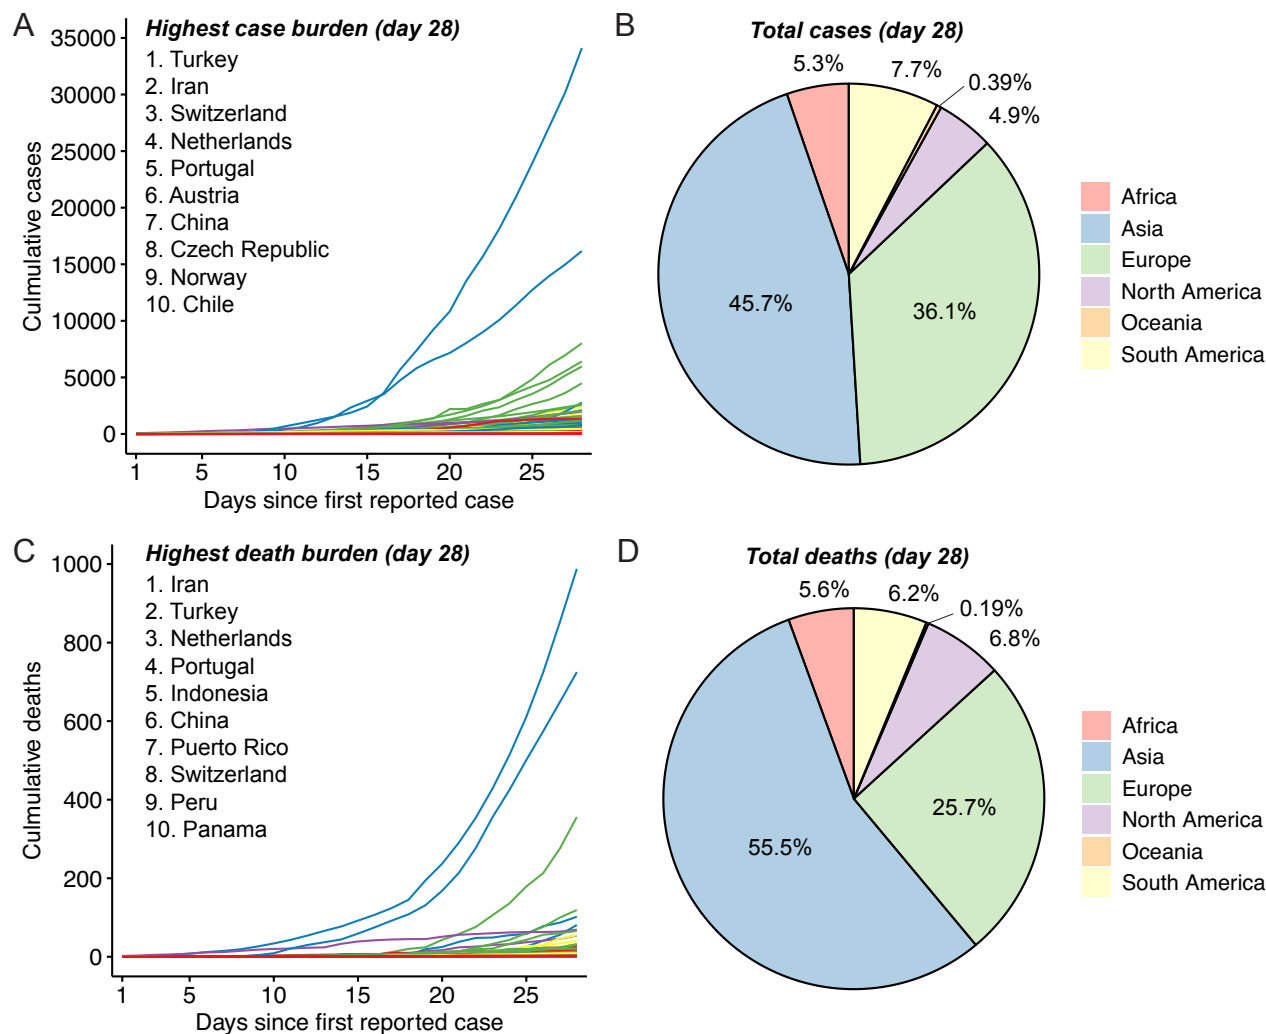 A
Highest case burden (day 28)
1. Turkey
2. Iran
3. Switzerland
4. Netherlands
5. Portugal
6. Austria
7. China
8. Czech Republic
9. Norway
10. Chile
Culmulative cases
35000
30000
25000
20000
15000
10000
5000
0
1 5 10 15 20 25
Days since first reported case
B
Total cases (day 28)
5.3%
7.7%
0.39%
4.9%
45.7%
36.1%
Africa
Asia
Europe
North America
Oceania
South America
C
Highest death burden (day 28)
1. Iran
2. Turkey
3. Netherlands
4. Portugal
5. Indonesia
6. China
7. Puerto Rico
8. Switzerland
9. Peru
10. Panama
Culmulative deaths
1000
800
600
400
200
0
1 5 10 15 20 25
Days since first reported case
D
Total deaths (day 28)
5.6%
6.2%
0.19%
6.8%
55.5%
25.7%
Africa
Asia
Europe
North America
Oceania
South America